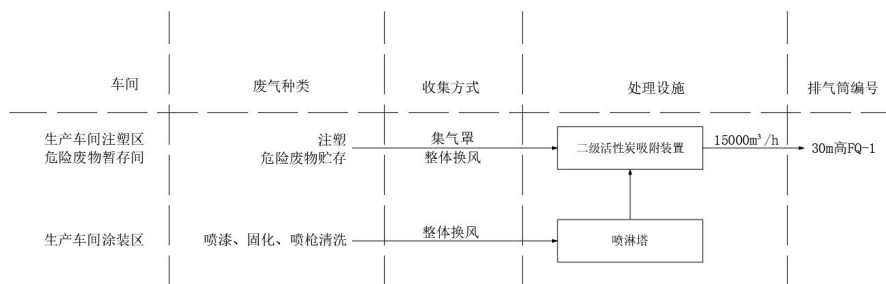 车间 废气种类 收集方式 处理设施 排气筒编号
生产车间注塑区 注塑 集气罩 二级活性炭吸附装置 15000m³/h 30m高FQ-1
危险废物暂存间 危险废物贮存 整体换风
生产车间涂装区 喷漆、固化、喷枪清洗 整体换风 喷淋塔